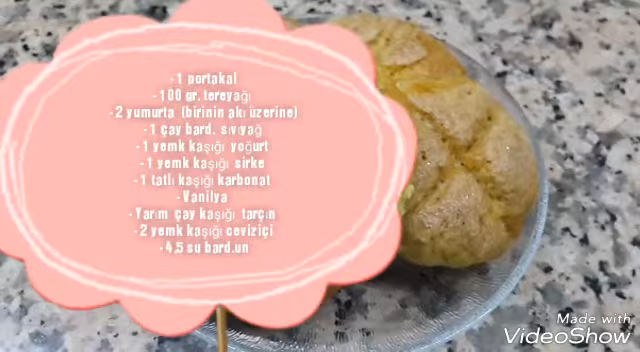 -1 portakal
-100 gr.tereyağı
-2 yumurta (birinin akı üzerine)
-1 çay bard. sıvıyağ
-1 yemk kaşığı yoğurt
-1 yemk kaşığı sirke
-1 tatlı kaşığı karbonat
-Vanilya
-Yarım çay kaşığı tarçın
-2 yemk kaşığı ceviziçi
-4,5 su bard.un
Made with
VideoShow